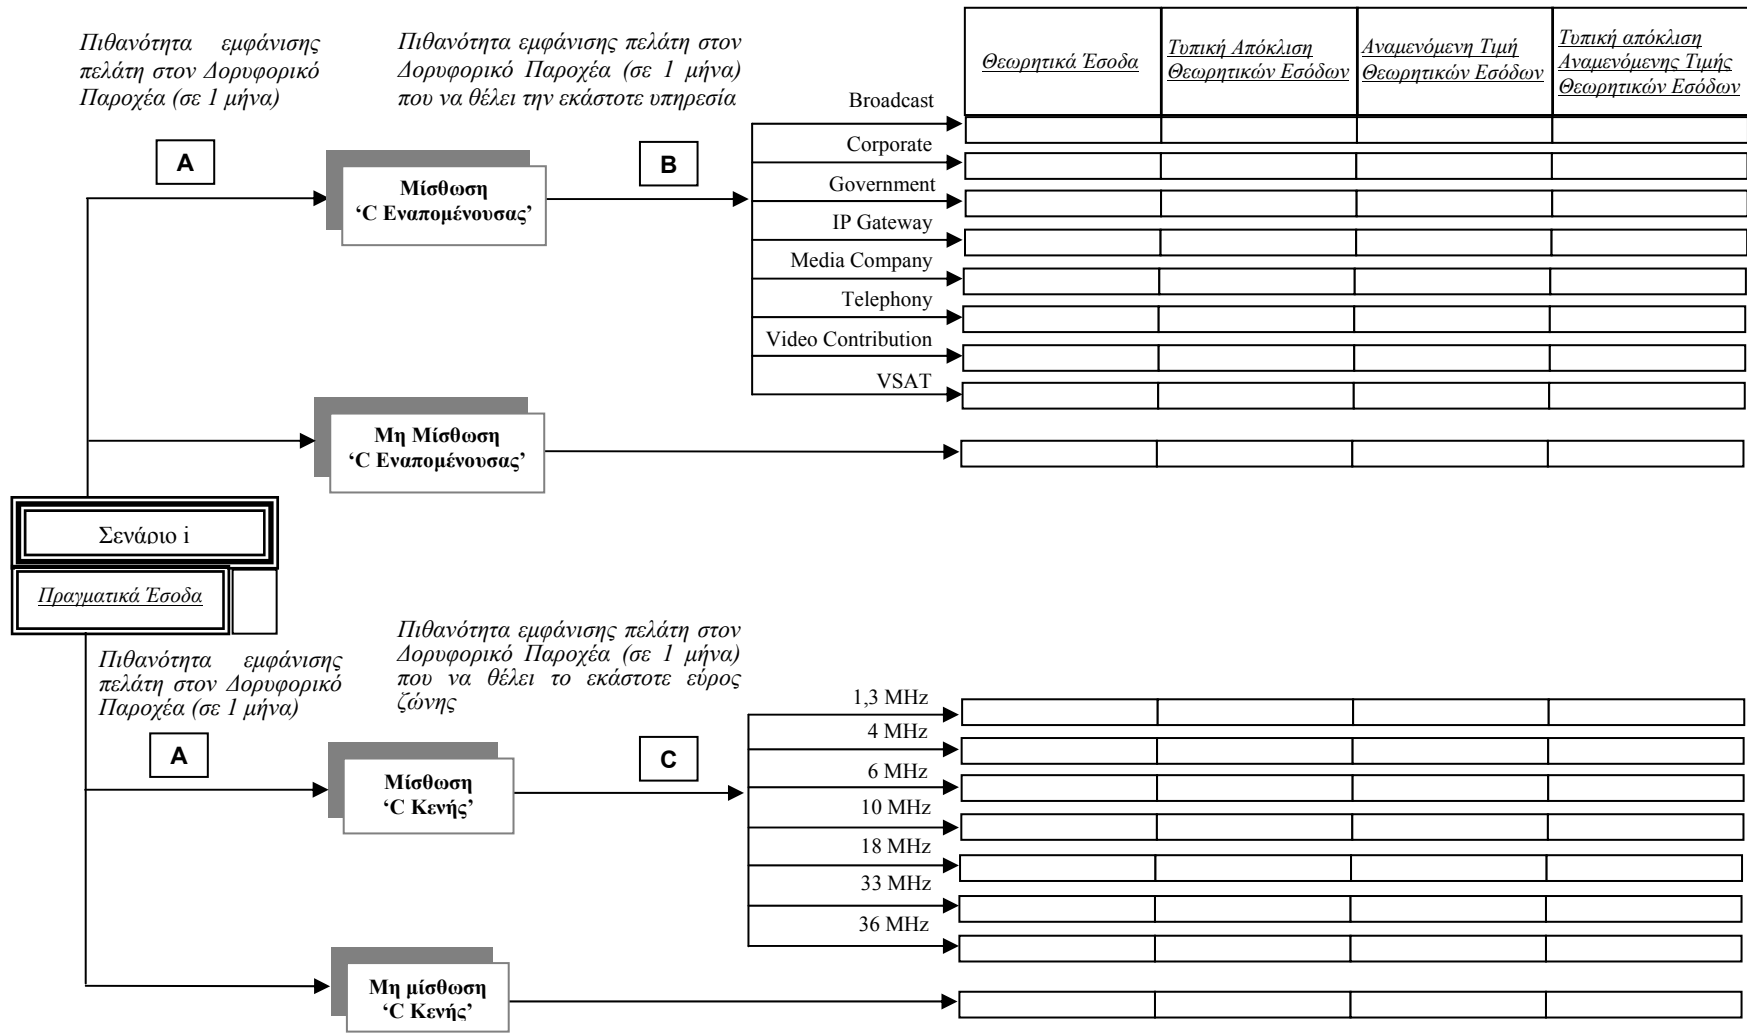 Πιθανότητα εμφάνισης
πελάτη στον Δορυφορικό
Παροχέα (σε 1 μήνα)
Πιθανότητα εμφάνισης πελάτη στον
Δορυφορικό Παροχέα (σε 1 μήνα)
που να θέλει την εκάστοτε υπηρεσία
Θεωρητικά Έσοδα
Τυπική Απόκλιση
Θεωρητικών Εσόδων
Αναμενόμενη Τιμή
Θεωρητικών Εσόδων
Τυπική απόκλιση
Αναμενόμενης Τιμής
Θεωρητικών Εσόδων
A
Μίσθωση
‘C Εναπομένουσας’
B
Broadcast
Corporate
Government
IP Gateway
Media Company
Telephony
Video Contribution
VSAT
Μη Μίσθωση
‘C Εναπομένουσας’
Σενάριο i
Πραγματικά Έσοδα
Πιθανότητα εμφάνισης
πελάτη στον Δορυφορικό
Παροχέα (σε 1 μήνα)
Πιθανότητα εμφάνισης πελάτη στον
Δορυφορικό Παροχέα (σε 1 μήνα)
που να θέλει το εκάστοτε εύρος
ζώνης
A
Μίσθωση
‘C Κενής’
C
1,3 MHz
4 MHz
6 MHz
10 MHz
18 MHz
33 MHz
36 MHz
Μη μίσθωση
‘C Κενής’